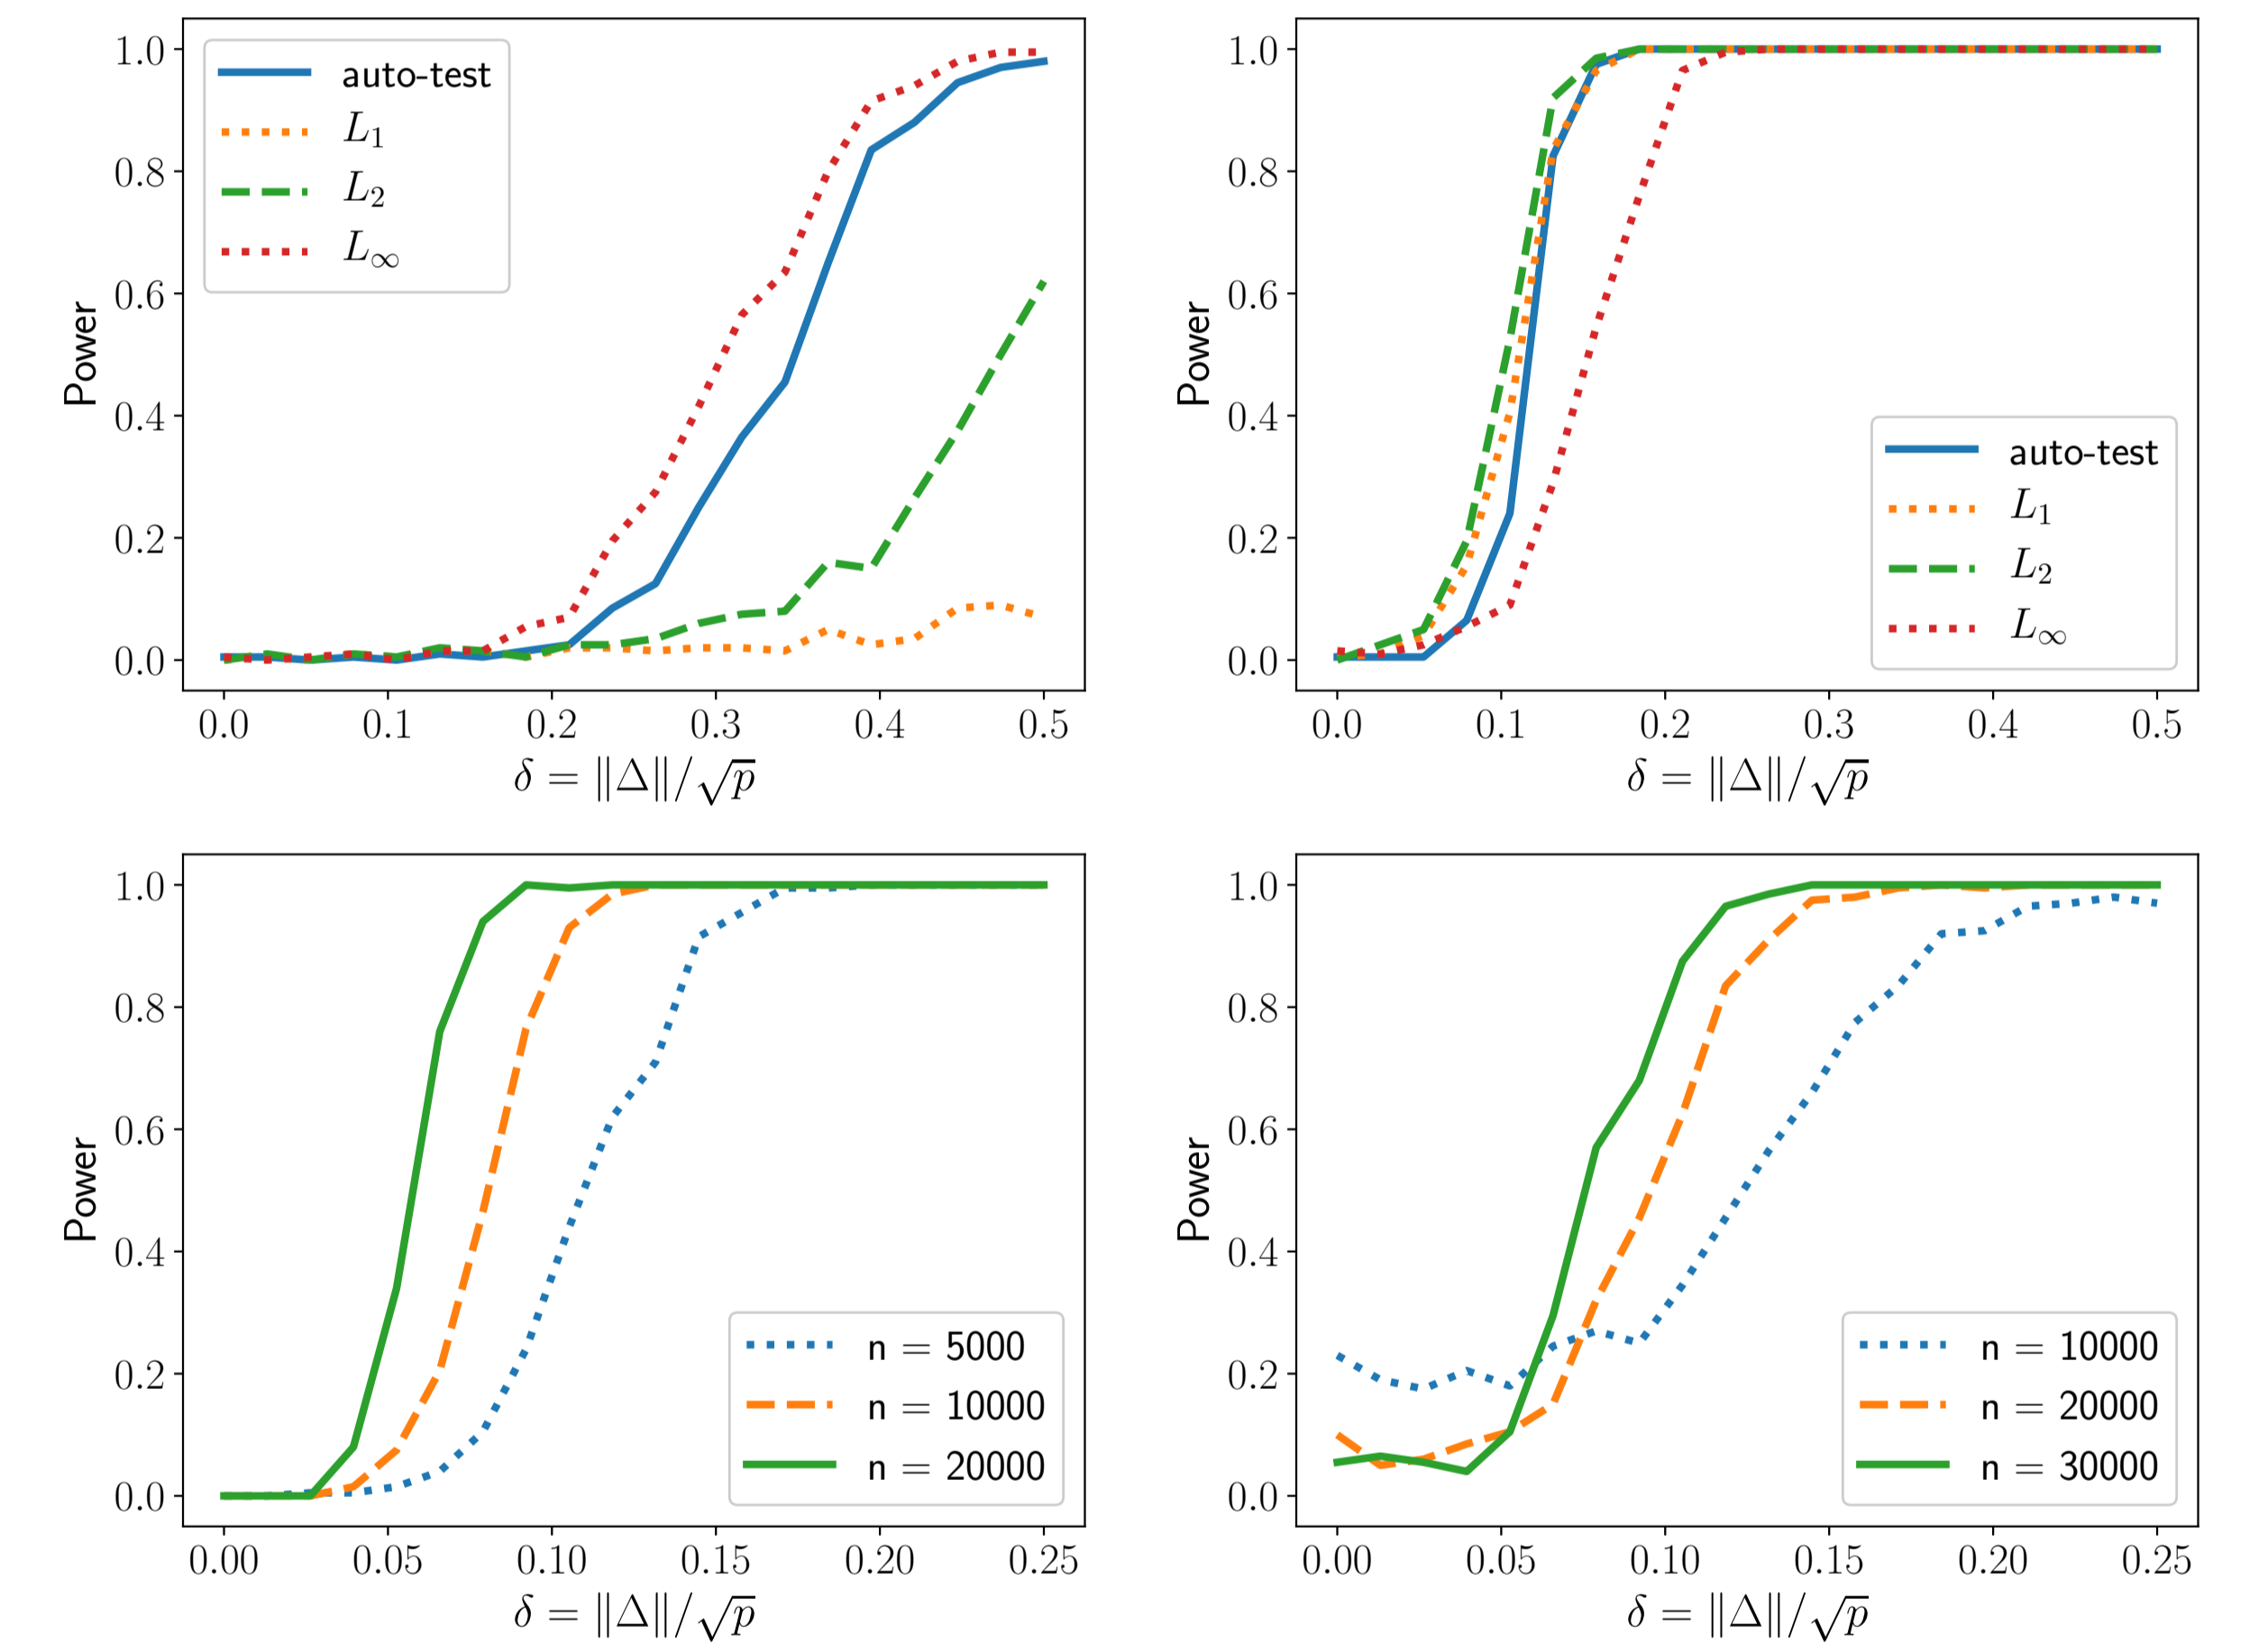 1.0
0.8
0.6
0.4
0.2
0.0
Power
auto-test
L₁
L₂
L∞
0.0 0.1 0.2 0.3 0.4 0.5
δ = ‖Δ‖/√p
1.0
0.8
0.6
0.4
0.2
0.0
Power
auto-test
L₁
L₂
L∞
0.0 0.1 0.2 0.3 0.4 0.5
δ = ‖Δ‖/√p
1.0
0.8
0.6
0.4
0.2
0.0
Power
n = 5000
n = 10000
n = 20000
0.00 0.05 0.10 0.15 0.20 0.25
δ = ‖Δ‖/√p
1.0
0.8
0.6
0.4
0.2
0.0
Power
n = 10000
n = 20000
n = 30000
0.00 0.05 0.10 0.15 0.20 0.25
δ = ‖Δ‖/√p